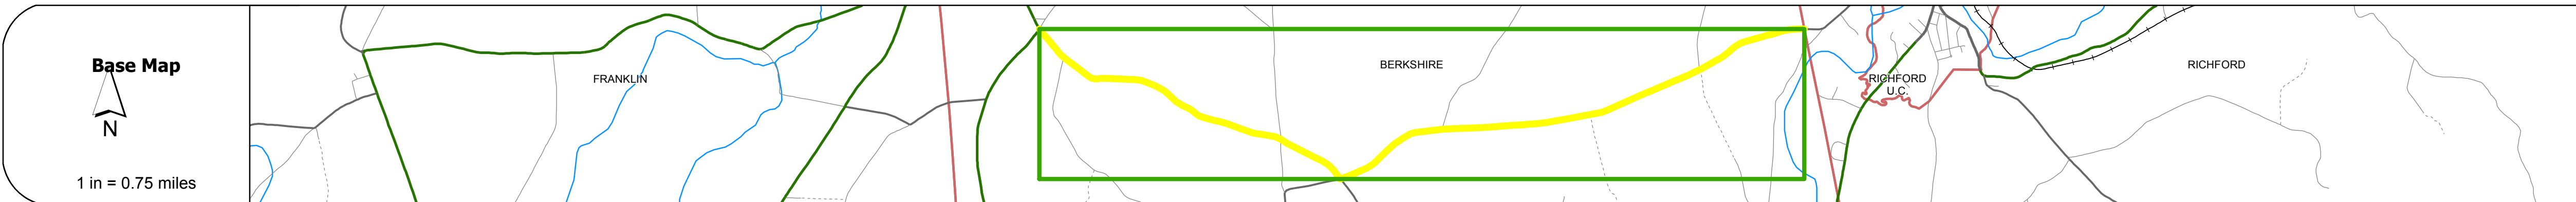 Base Map
N
1 in = 0.75 miles
FRANKLIN
BERKSHIRE
RICHFORD
U.C.
RICHFORD